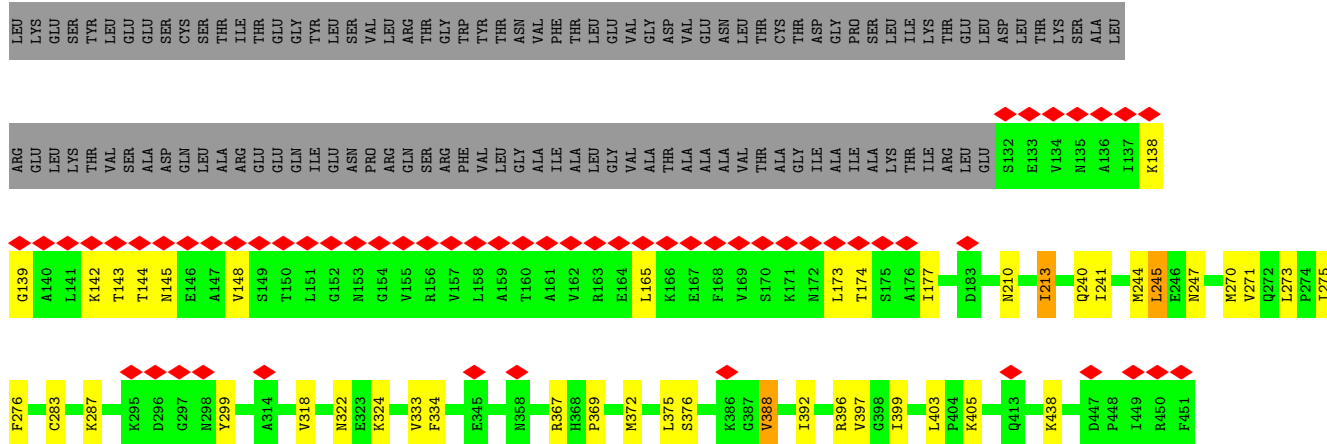 LEU LYS GLU SER TYR LEU GLU GLU SER CYS SER THR ILE THR GLU GLY TYR LEU SER VAL LEU ARG THR GLY TRP TYR THR ASN VAL PHE THR LEU GLU VAL GLY ASP VAL GLU ASN LEU THR CYS THR ASP GLY PRO SER LEU ILE LYS THR GLU LEU ASP LEU THR LYS SER ALA LEU
ARG GLU LEU LYS THR VAL SER ALA ASP GLN LEU ALA ARG GLU GLU GLN ILE GLU ASN PRO ARG GLN SER ARG PHE VAL LEU GLY ALA ILE ALA LEU GLY VAL ALA THR ALA ALA ALA VAL THR ALA GLY ILE ALA ILE ALA LYS THR ILE ARG LEU GLU S132 E133 V134 N135 A136 I137 K138
G139 A140 L141 K142 T143 T144 N145 E146 A147 V148 S149 T150 L151 G152 N153 G154 V155 R156 V157 L158 A159 T160 A161 V162 R163 E164 L165 K166 E167 F168 V169 S170 K171 N172 L173 T174 S175 A176 I177 D183 N210 I213 Q240 I241 M244 L245 E246 N247 M270 V271 Q272 L273 P274 I275
F276 C283 K287 K295 D296 G297 N298 Y299 A314 V318 N322 E323 K324 V333 F334 E345 N358 R367 H368 P369 M372 L375 S376 K386 G387 V388 I392 R396 V397 G398 I399 L403 P404 K405 Q413 K438 D447 P448 I449 R450 F451